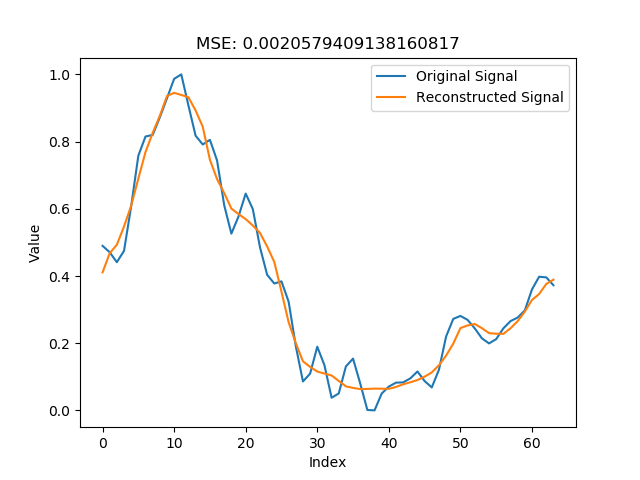 MSE: 0.0020579409138160817
Original Signal
Reconstructed Signal
1.0
0.8
0.6
0.4
0.2
0.0
Value
0 10 20 30 40 50 60
Index